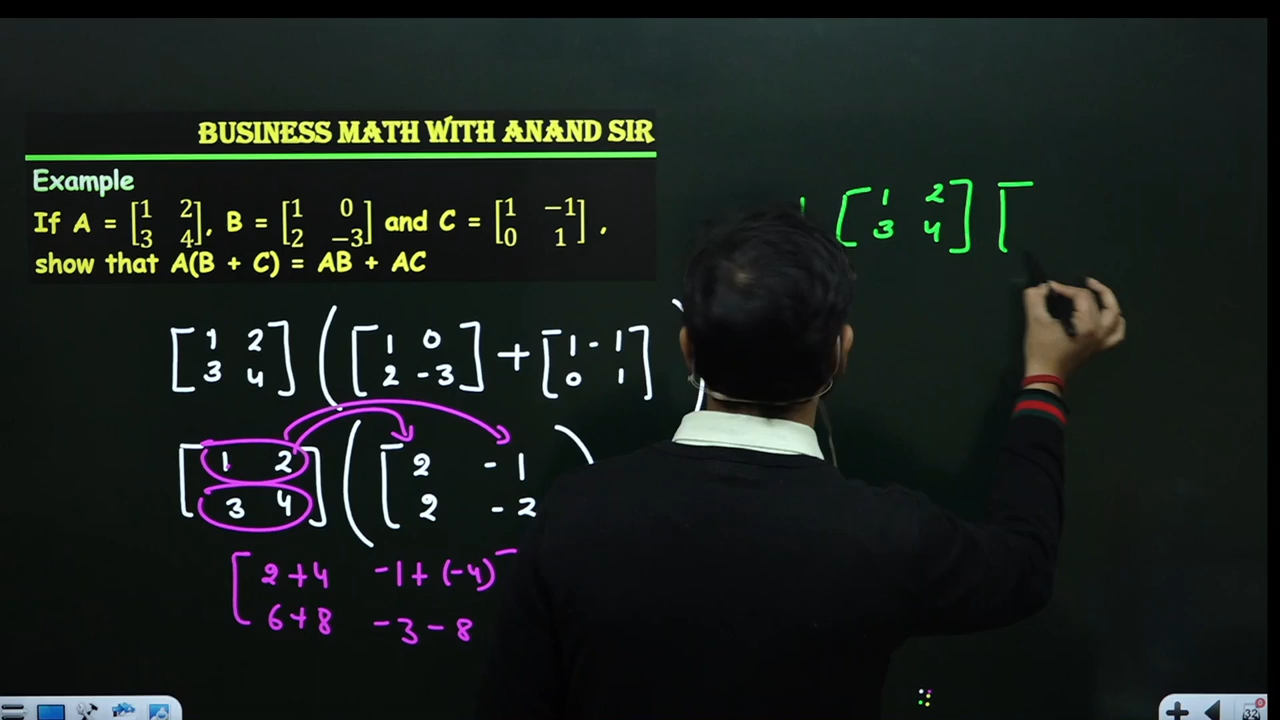 BUSINESS MATH WITH ANAND SIR
Example
If A = [1 2 3 4], B = [1 0 2 −3] and C = [1 −1 0 1],
show that A(B + C) = AB + AC
[1 2 3 4] ([1 0 2 -3] + [1 -1 0 1])
[1 2 3 4] ([2 -1 2 -2])
[2+4 -1+(-4)
6+8 -3-8
[1 2 3 4] [
32